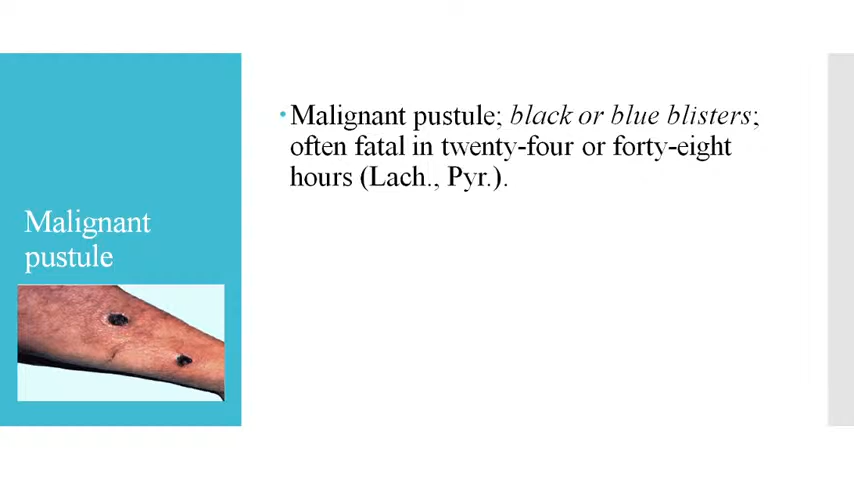 Malignant
pustule
• Malignant pustule; black or blue blisters;
often fatal in twenty-four or forty-eight
hours (Lach., Pyr.).